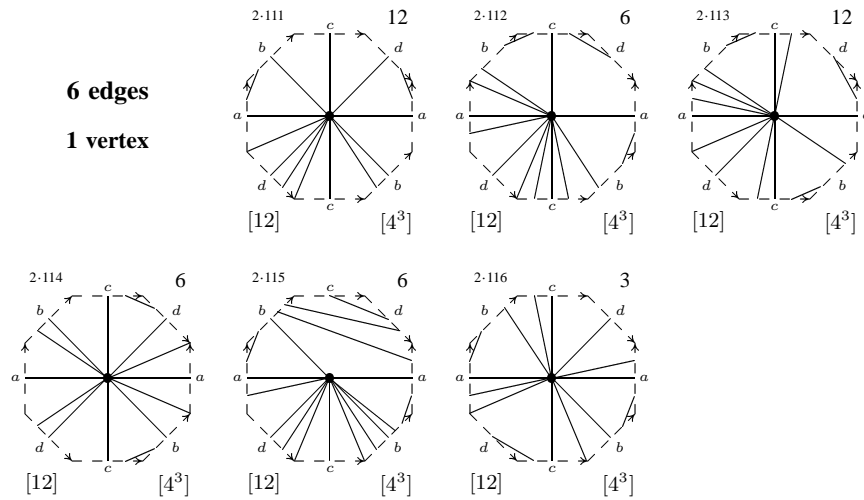 6 edges
1 vertex
2·111 12
c
b d
a a
d b
c
[12] [4³]
2·112 6
c
b d
a a
d b
c
[12] [4³]
2·113 12
c
b d
a a
d b
c
[12] [4³]
2·114 6
c
b d
a a
d b
c
[12] [4³]
2·115 6
c
b d
a a
d b
c
[12] [4³]
2·116 3
c
b d
a a
d b
c
[12] [4³]